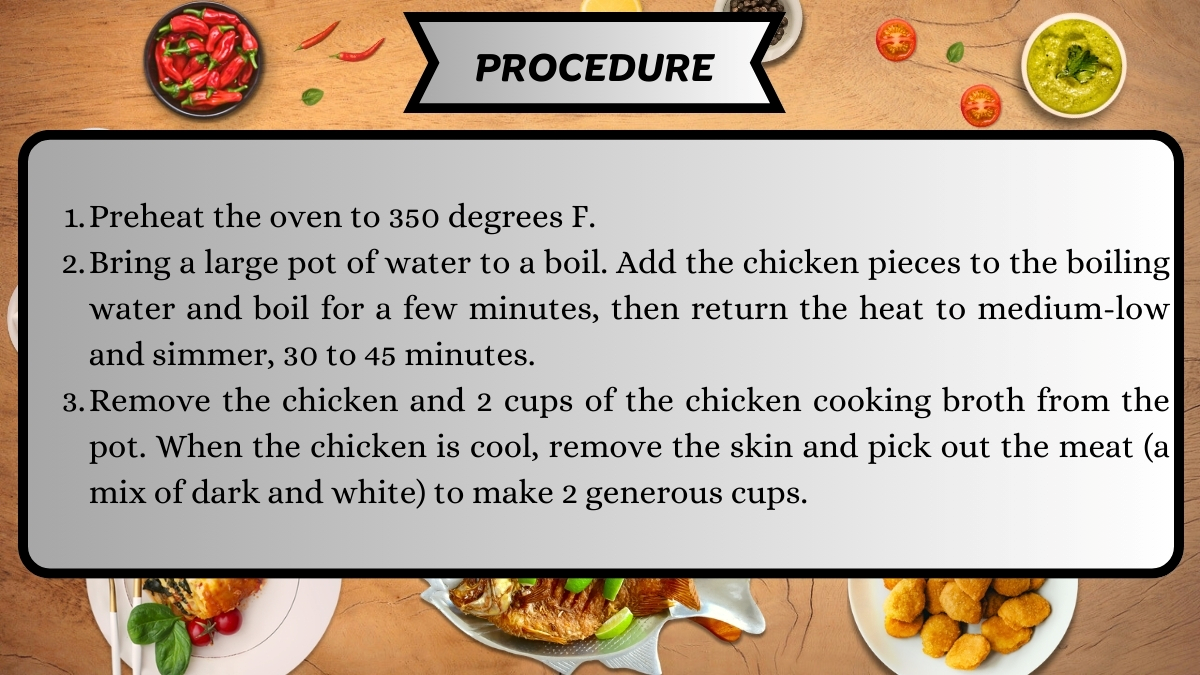 PROCEDURE
1. Preheat the oven to 350 degrees F.
2. Bring a large pot of water to a boil. Add the chicken pieces to the boiling
water and boil for a few minutes, then return the heat to medium-low
and simmer, 30 to 45 minutes.
3. Remove the chicken and 2 cups of the chicken cooking broth from the
pot. When the chicken is cool, remove the skin and pick out the meat (a
mix of dark and white) to make 2 generous cups.